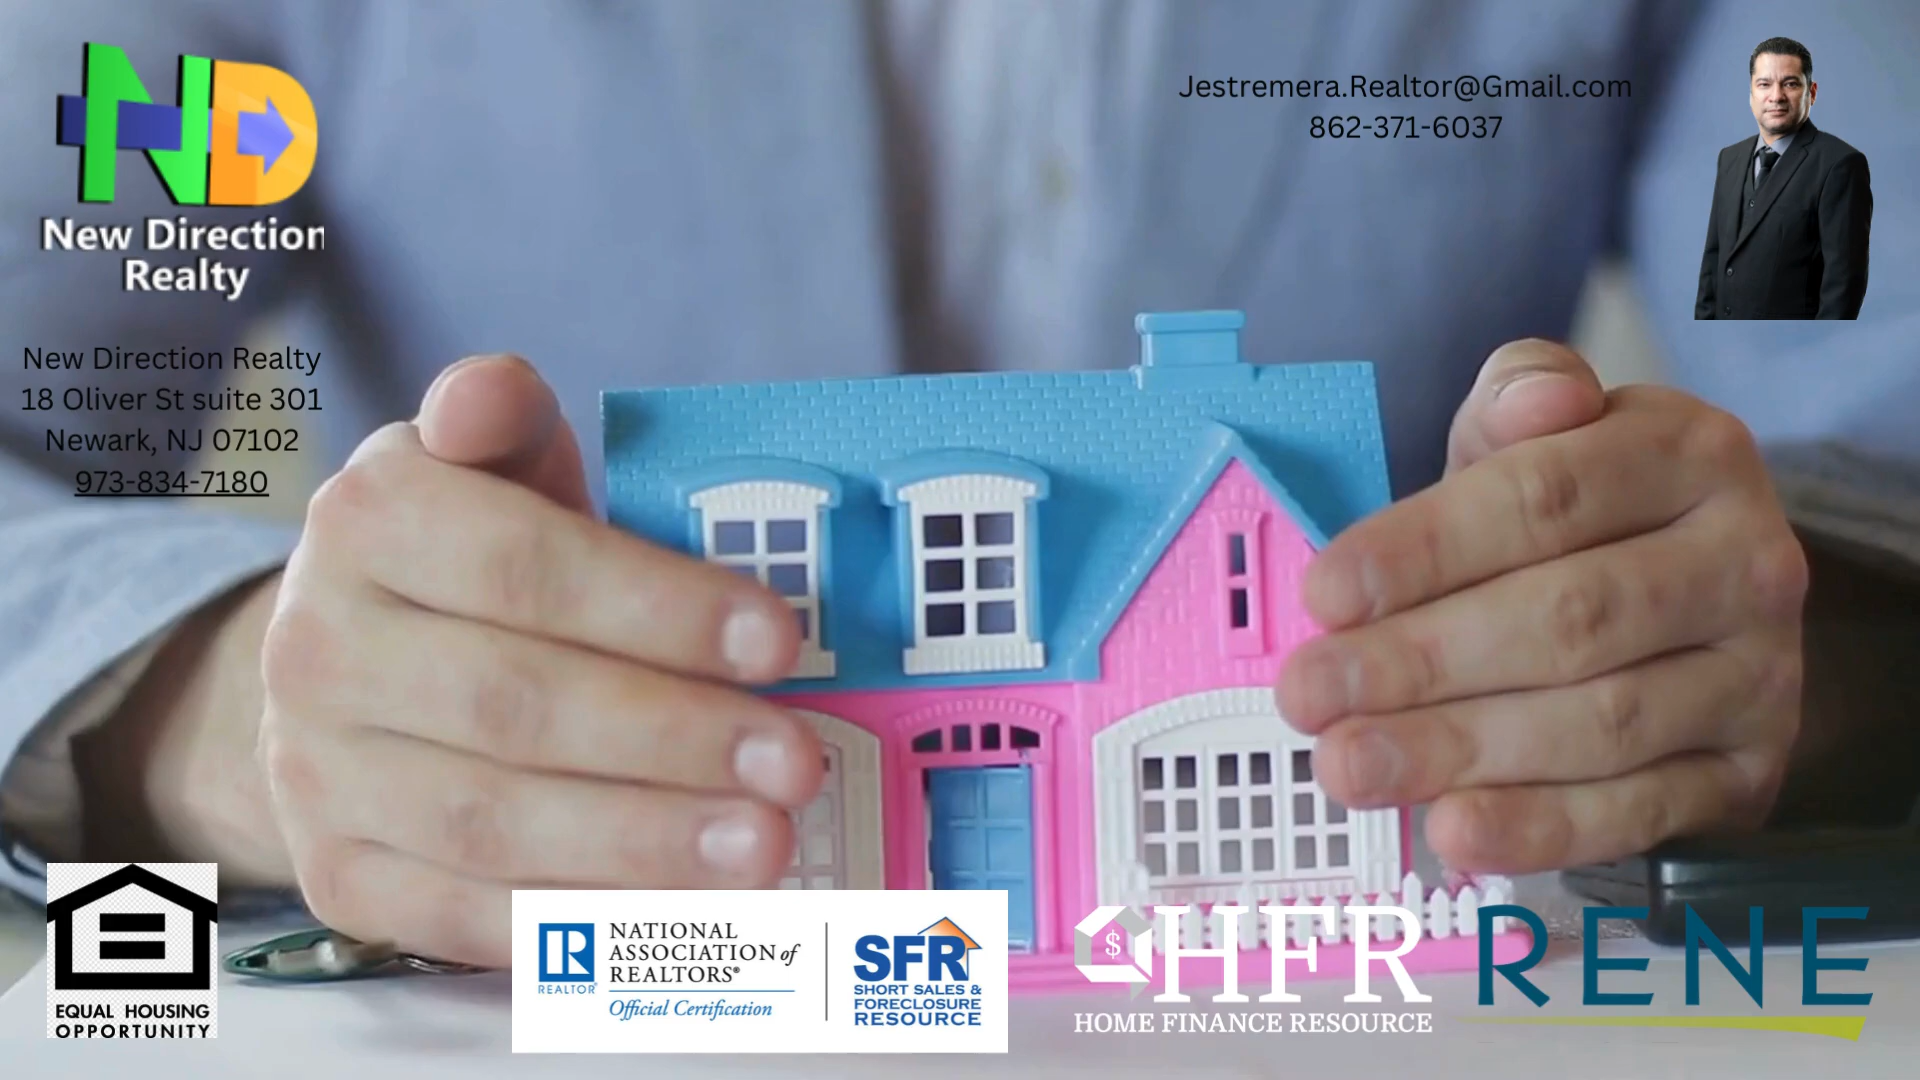 ND
New Direction
Realty
New Direction Realty
18 Oliver St suite 301
Newark, NJ 07102
973-834-7180
Jestremera.Realtor@Gmail.com
862-371-6037
EQUAL HOUSING
OPPORTUNITY
R
REALTOR®
NATIONAL
ASSOCIATION of
REALTORS®
Official Certification
SFR
SHORT SALES &
FORECLOSURE
RESOURCE
$
HFR
HOME FINANCE RESOURCE
RENE